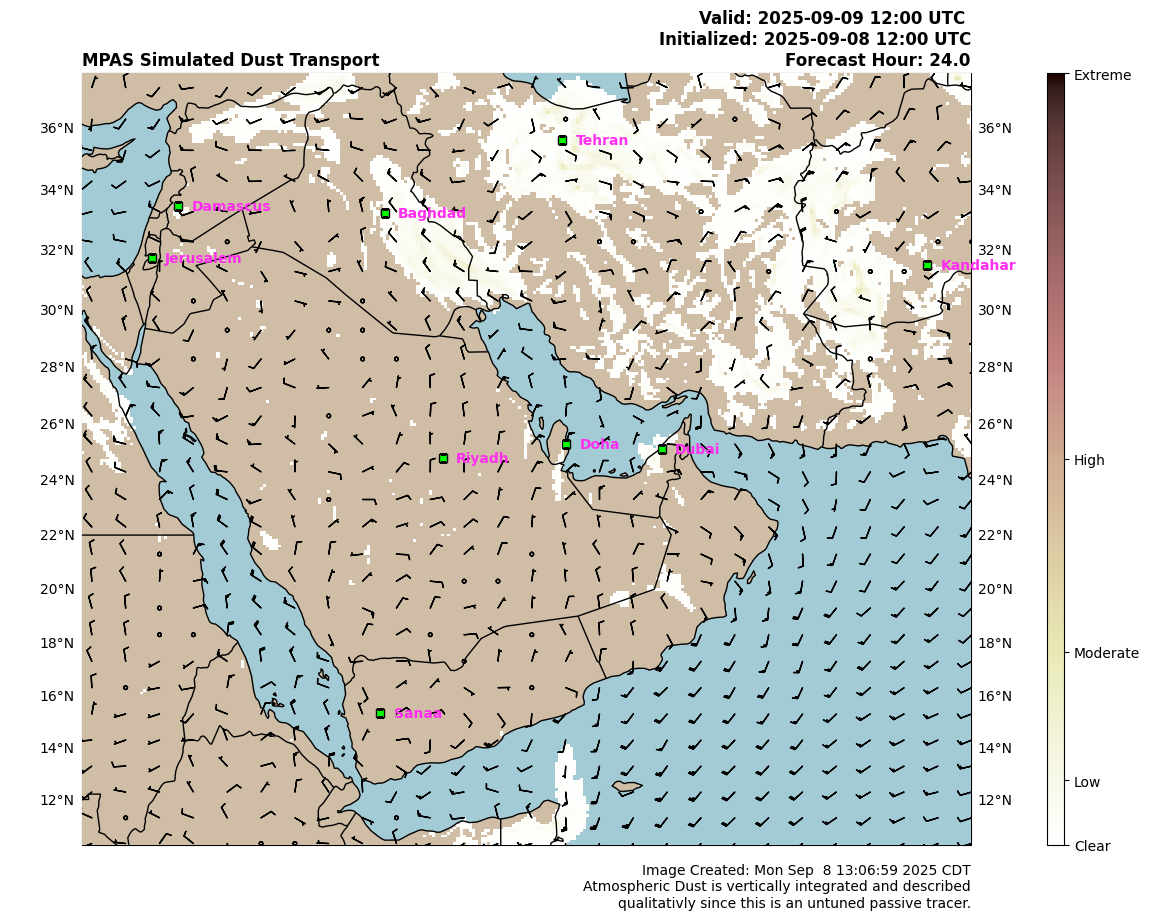 Valid: 2025-09-09 12:00 UTC
Initialized: 2025-09-08 12:00 UTC
MPAS Simulated Dust Transport
Forecast Hour: 24.0
Extreme
36°N
36°N
Tehran
34°N
34°N
Damascus
Baghdad
32°N
32°N
Jerusalem
Kandahar
30°N
30°N
28°N
28°N
26°N
26°N
Doha
Dubai
Riyadh
High
24°N
24°N
22°N
22°N
20°N
20°N
18°N
18°N
Moderate
16°N
16°N
Sanaa
14°N
14°N
Low
12°N
12°N
Clear
Image Created: Mon Sep  8 13:06:59 2025 CDT
Atmospheric Dust is vertically integrated and described
qualitativly since this is an untuned passive tracer.